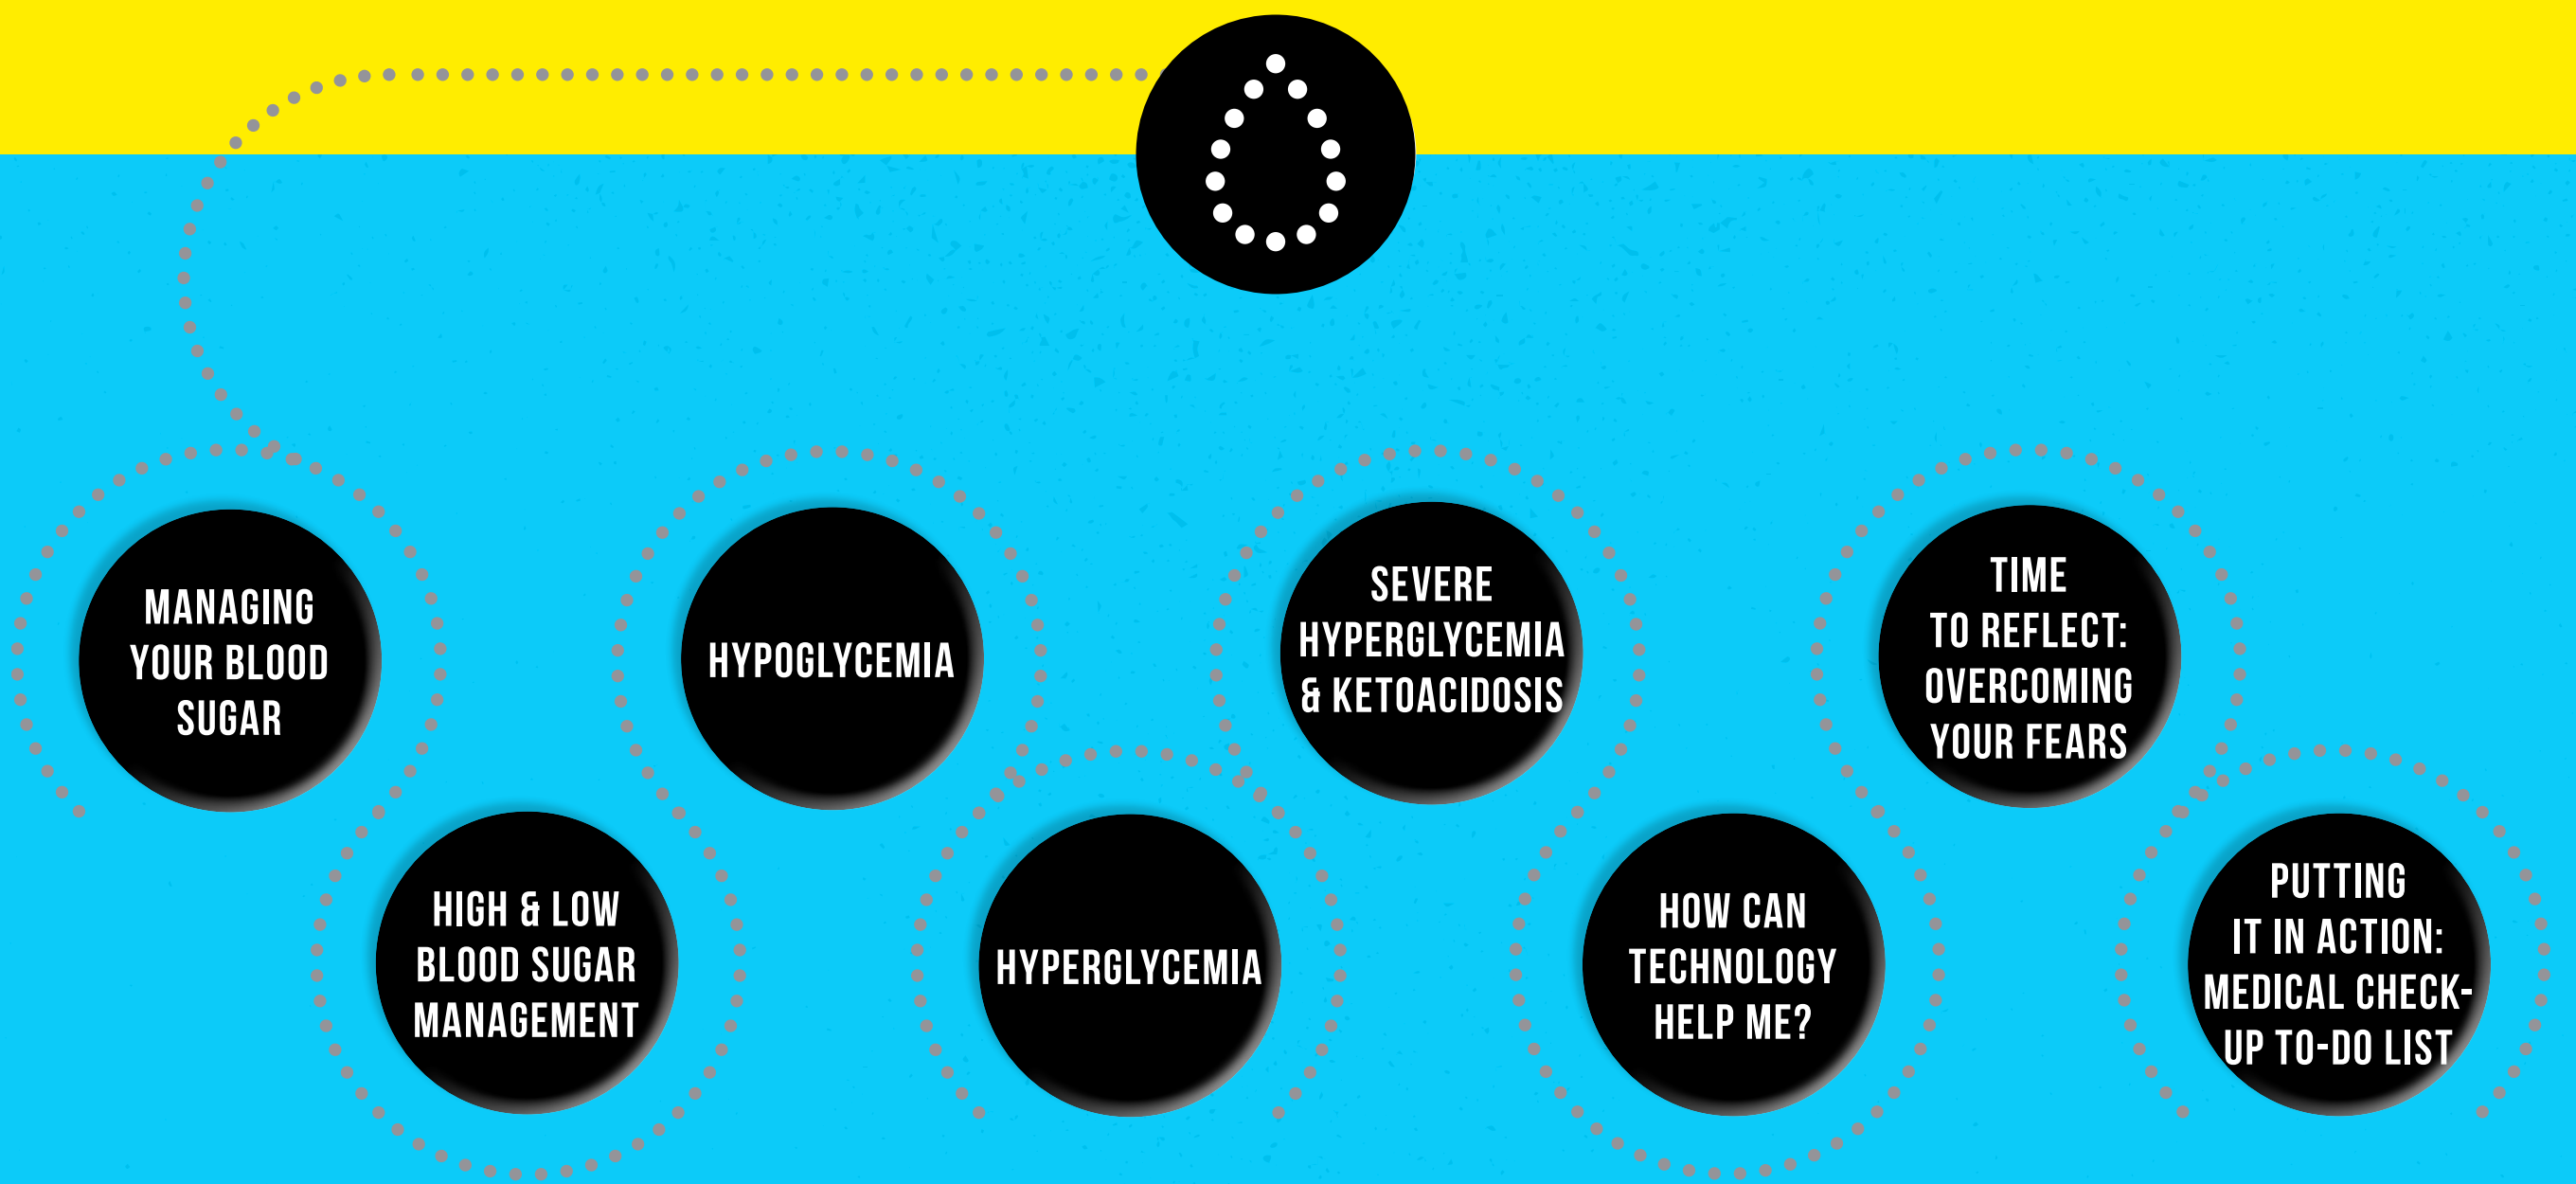 MANAGING
YOUR BLOOD
SUGAR
HIGH & LOW
BLOOD SUGAR
MANAGEMENT
HYPOGLYCEMIA
HYPERGLYCEMIA
SEVERE
HYPERGLYCEMIA
& KETOACIDOSIS
HOW CAN
TECHNOLOGY
HELP ME?
TIME
TO REFLECT:
OVERCOMING
YOUR FEARS
PUTTING
IT IN ACTION:
MEDICAL CHECK-
UP TO-DO LIST